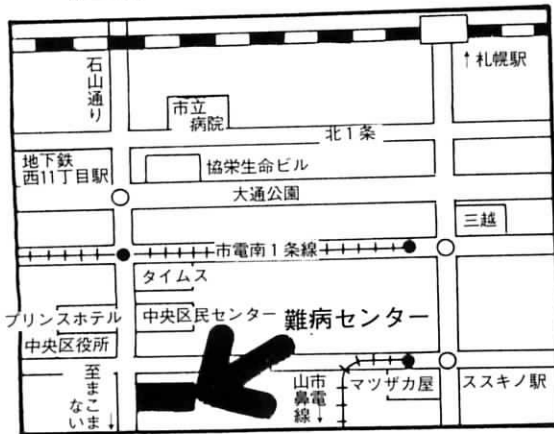 ↑札幌駅
石山通り
市立
病院
北1条
地下鉄
西11丁目駅
協栄生命ビル
大通公園
三越
市電南1条線
タイムス
プリンスホテル
中央区民センター
難病センター
中央区役所
至まこま
ない↓
市電
山鼻線↓
マツザカ屋
ススキノ駅